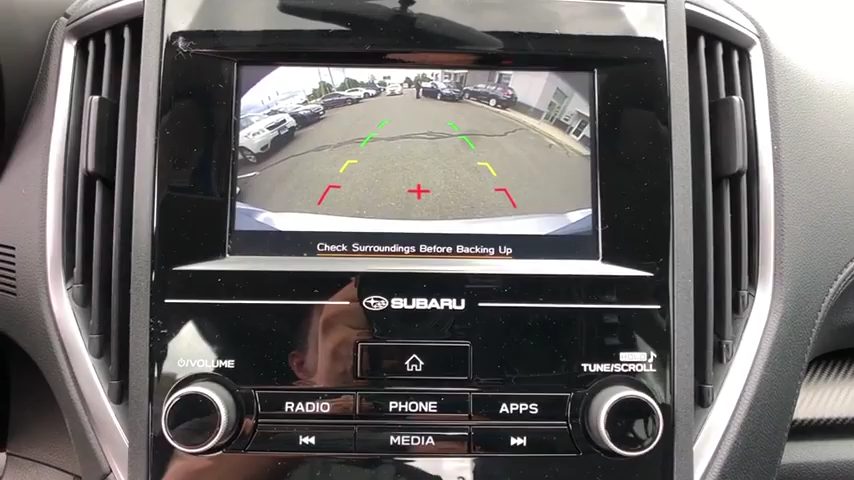 Check Surroundings Before Backing Up
SUBARU
⏻/VOLUME
TUNE/SCROLL
RADIO
PHONE
APPS
MEDIA